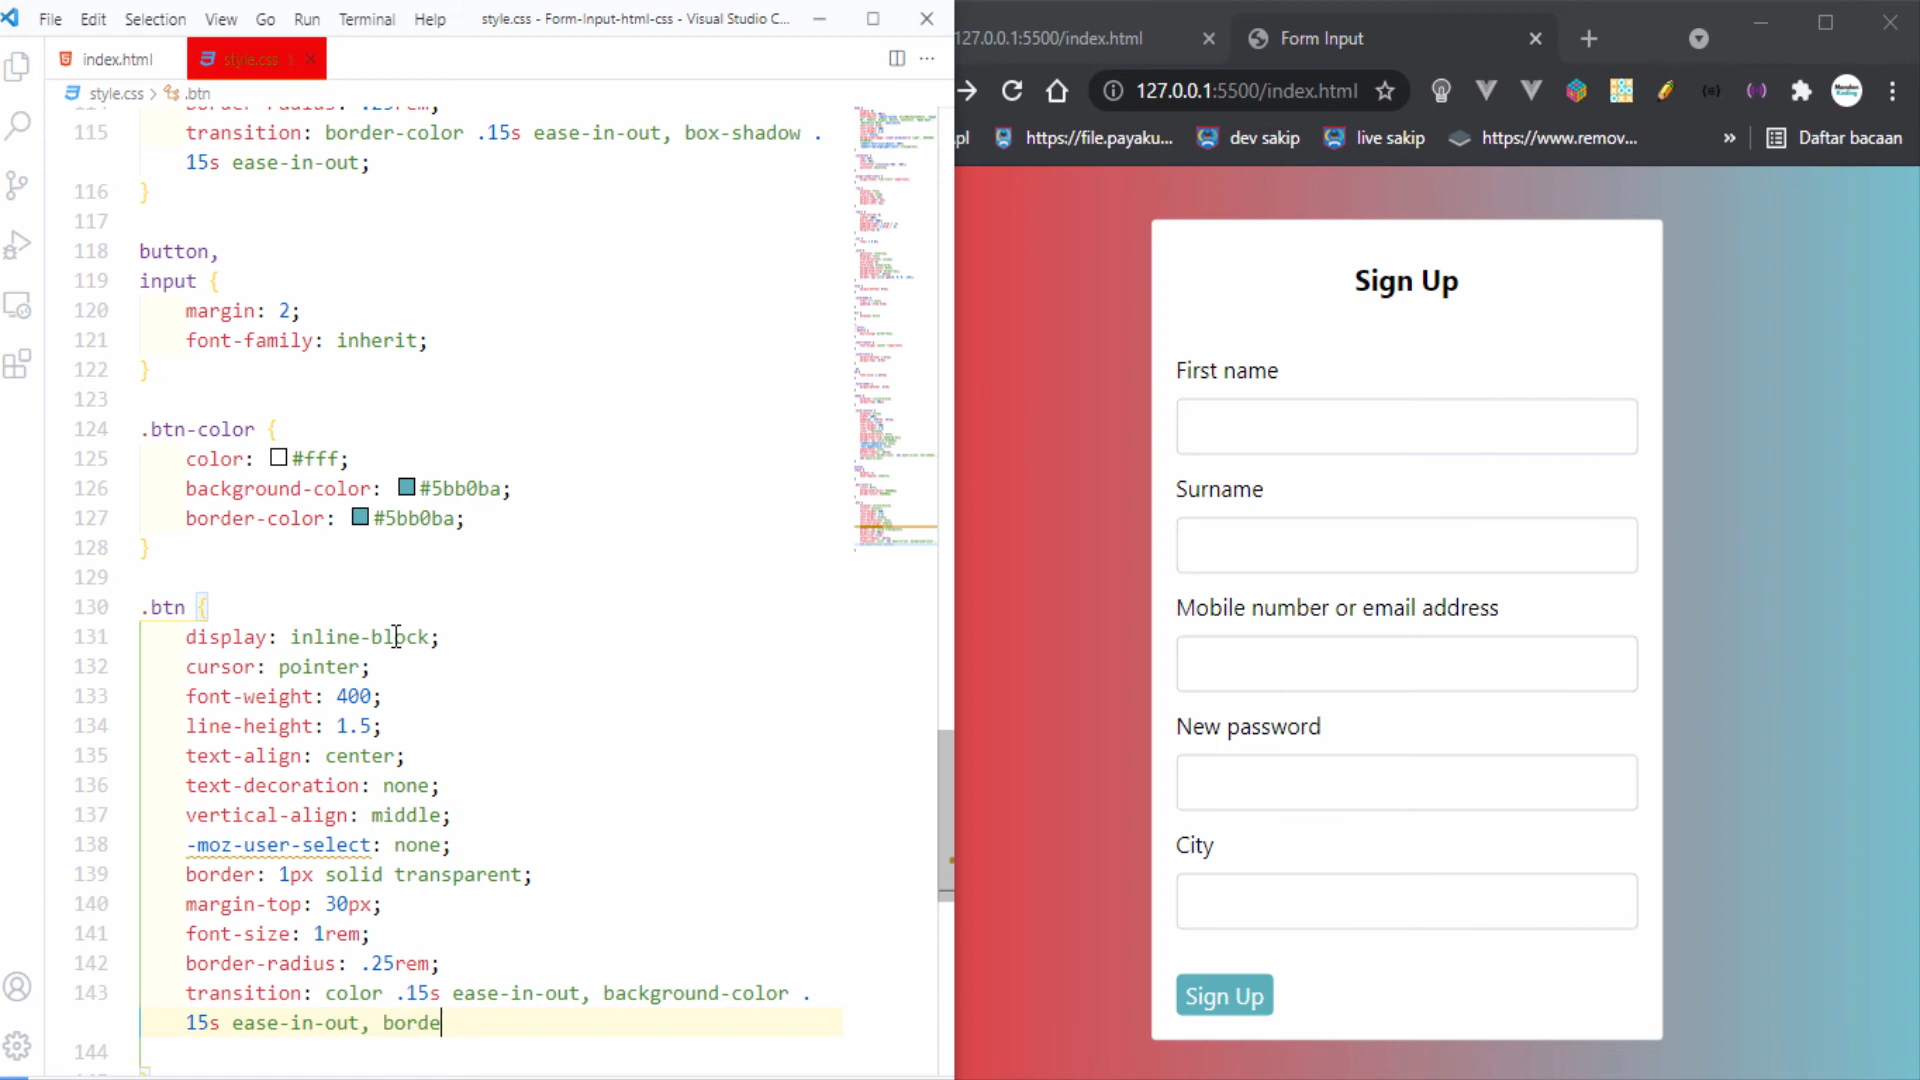 File Edit Selection View Go Run Terminal Help style.css - Form-Input-html-css - Visual Studio C...
index.html style.css 1
style.css > .btn
115 transition: border-color .15s ease-in-out, box-shadow .
15s ease-in-out;
116 }
117
118 button,
119 input {
120 margin: 2;
121 font-family: inherit;
122 }
123
124 .btn-color {
125 color: #fff;
126 background-color: #5bb0ba;
127 border-color: #5bb0ba;
128 }
129
130 .btn {
131 display: inline-block;
132 cursor: pointer;
133 font-weight: 400;
134 line-height: 1.5;
135 text-align: center;
136 text-decoration: none;
137 vertical-align: middle;
138 -moz-user-select: none;
139 border: 1px solid transparent;
140 margin-top: 30px;
141 font-size: 1rem;
142 border-radius: .25rem;
143 transition: color .15s ease-in-out, background-color .
15s ease-in-out, borde
144
127.0.0.1:5500/index.html Form Input
127.0.0.1:5500/index.html
pl https://file.payaku... dev sakip live sakip https://www.remov... » Daftar bacaan
Sign Up
First name
Surname
Mobile number or email address
New password
City
Sign Up